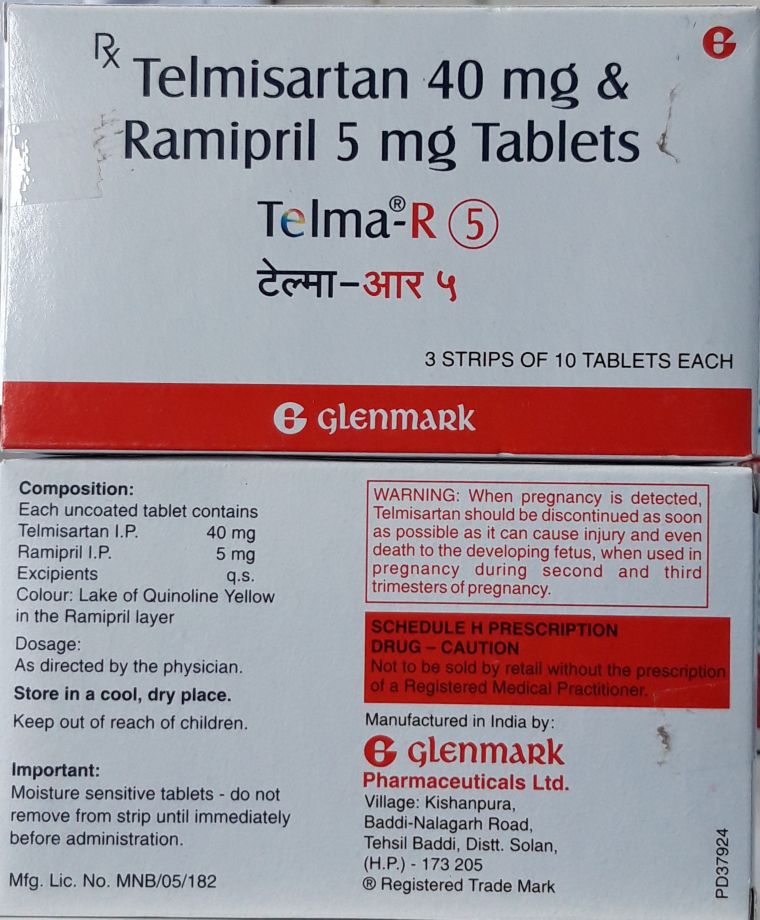 Rx Telmisartan 40 mg &
Ramipril 5 mg Tablets
Telma®-R 5
टेल्मा-आर ५
3 STRIPS OF 10 TABLETS EACH
glenmark
Composition:
Each uncoated tablet contains
Telmisartan I.P. 40 mg
Ramipril I.P. 5 mg
Excipients q.s.
Colour: Lake of Quinoline Yellow
in the Ramipril layer
Dosage:
As directed by the physician.
Store in a cool, dry place.
Keep out of reach of children.
Important:
Moisture sensitive tablets - do not
remove from strip until immediately
before administration.
Mfg. Lic. No. MNB/05/182
WARNING: When pregnancy is detected,
Telmisartan should be discontinued as soon
as possible as it can cause injury and even
death to the developing fetus, when used in
pregnancy during second and third
trimesters of pregnancy.
SCHEDULE H PRESCRIPTION
DRUG – CAUTION
Not to be sold by retail without the prescription
of a Registered Medical Practitioner.
Manufactured in India by:
glenmark
Pharmaceuticals Ltd.
Village: Kishanpura,
Baddi-Nalagarh Road,
Tehsil Baddi, Distt. Solan,
(H.P.) - 173 205
® Registered Trade Mark
PD37924